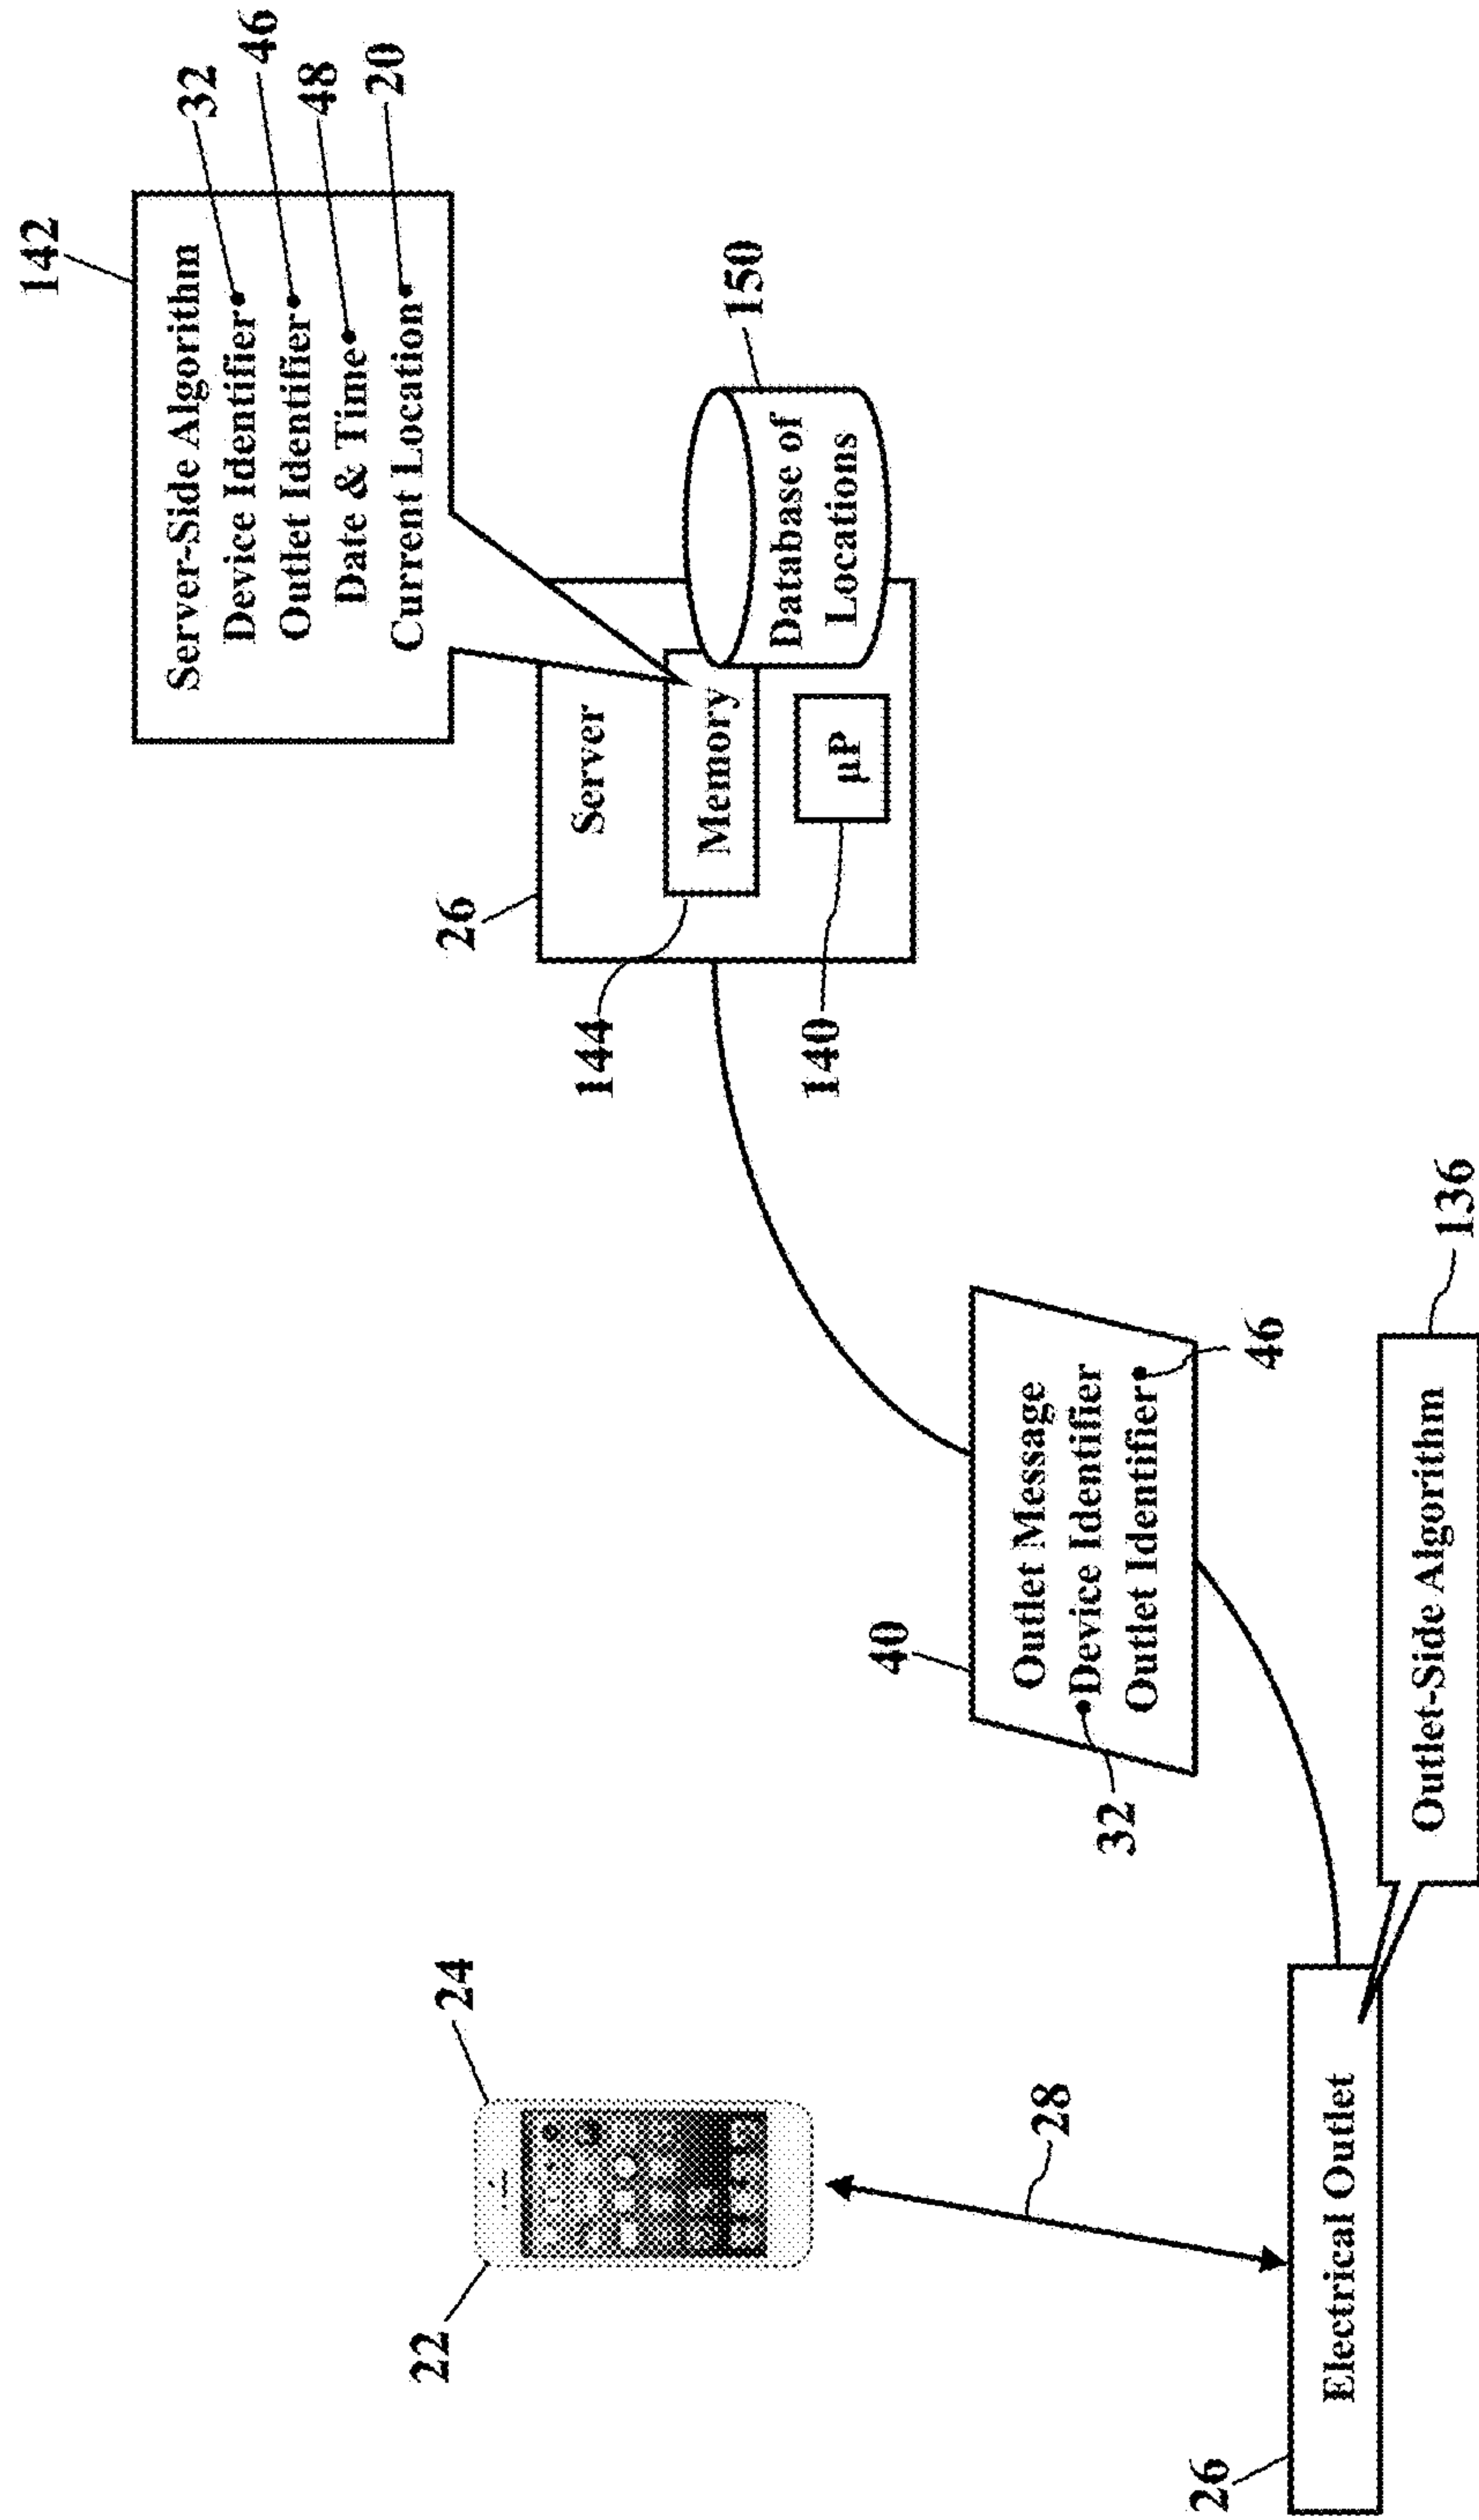 142
Server-Side Algorithm
Device Identifier
Outlet Identifier
Date & Time
Current Location
32
46
48
20
26
Server
144
Memory
140
µP
Database of
Locations
150
40
Outlet Message
Device Identifier
Outlet Identifier
32
46
22
24
28
26
Electrical Outlet
Outlet-Side Algorithm
136